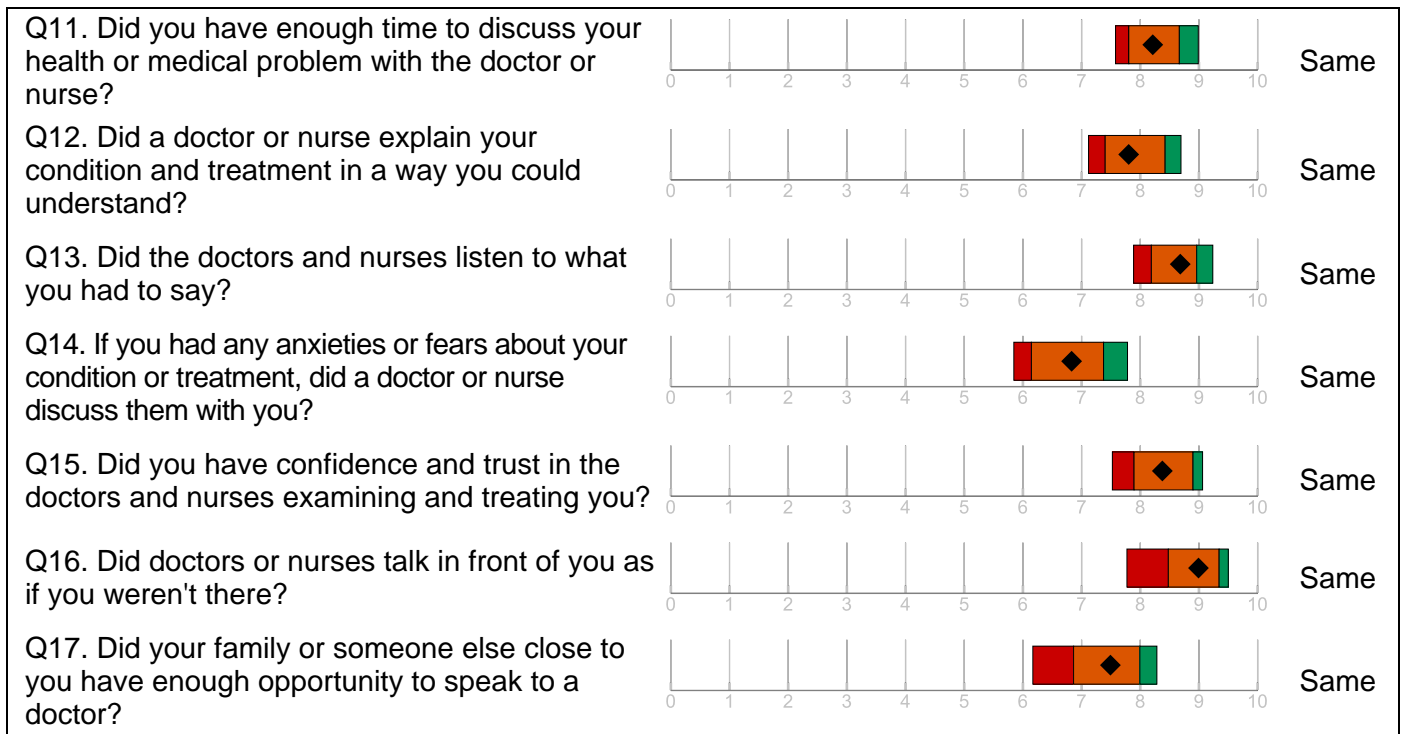 Q11. Did you have enough time to discuss your
health or medical problem with the doctor or
nurse?
0 1 2 3 4 5 6 7 8 9 10
Same
Q12. Did a doctor or nurse explain your
condition and treatment in a way you could
understand?
0 1 2 3 4 5 6 7 8 9 10
Same
Q13. Did the doctors and nurses listen to what
you had to say?
0 1 2 3 4 5 6 7 8 9 10
Same
Q14. If you had any anxieties or fears about your
condition or treatment, did a doctor or nurse
discuss them with you?
0 1 2 3 4 5 6 7 8 9 10
Same
Q15. Did you have confidence and trust in the
doctors and nurses examining and treating you?
0 1 2 3 4 5 6 7 8 9 10
Same
Q16. Did doctors or nurses talk in front of you as
if you weren't there?
0 1 2 3 4 5 6 7 8 9 10
Same
Q17. Did your family or someone else close to
you have enough opportunity to speak to a
doctor?
0 1 2 3 4 5 6 7 8 9 10
Same